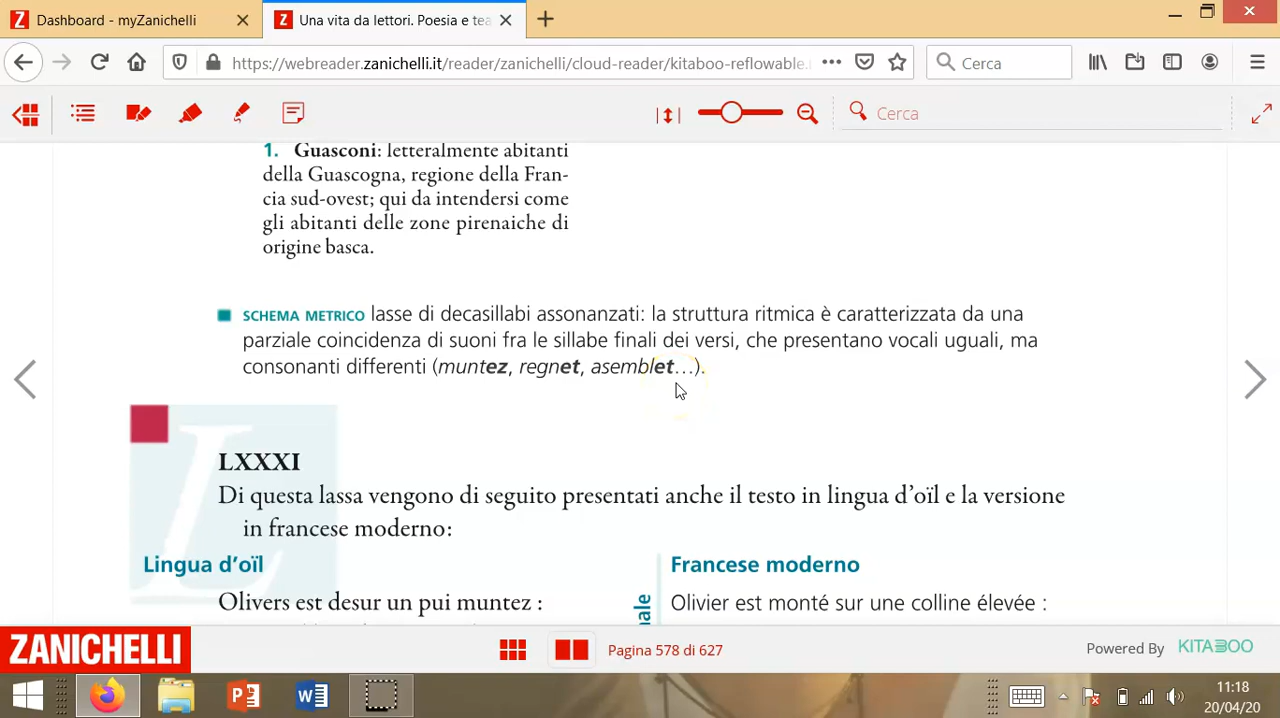 Dashboard - myZanichelli
Una vita da lettori. Poesia e tea
https://webreader.zanichelli.it/reader/zanichelli/cloud-reader/kitaboo-reflowable.
Cerca
Cerca
1. Guasconi: letteralmente abitanti
della Guascogna, regione della Fran-
cia sud-ovest; qui da intendersi come
gli abitanti delle zone pirenaiche di
origine basca.
SCHEMA METRICO lasse di decasillabi assonanzati: la struttura ritmica è caratterizzata da una
parziale coincidenza di suoni fra le sillabe finali dei versi, che presentano vocali uguali, ma
consonanti differenti (muntez, regnet, asemblet…).
LXXXI
Di questa lassa vengono di seguito presentati anche il testo in lingua d'oïl e la versione
in francese moderno:
Lingua d'oïl
Francese moderno
Olivers est desur un pui muntez :
Olivier est monté sur une colline élevée :
ZANICHELLI
Pagina 578 di 627
Powered By KITABOO
11:18
20/04/20